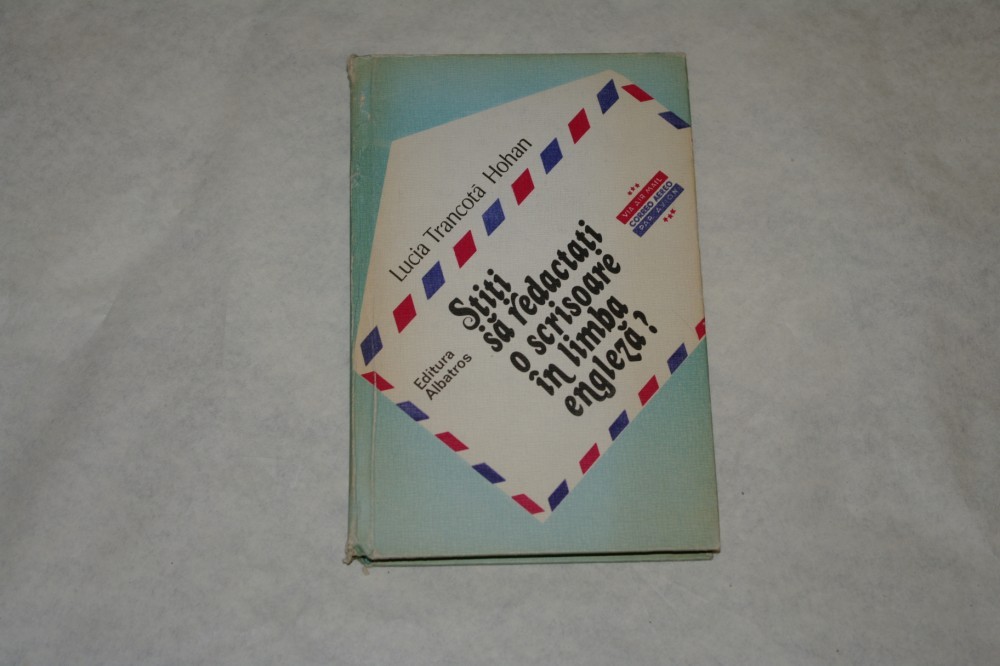 Lucia Trancotă Hohan
Știți
să redactați
o scrisoare
în limba
engleză?
Editura
Albatros
VIA AIR MAIL
CORREO AEREO
PAR AVION